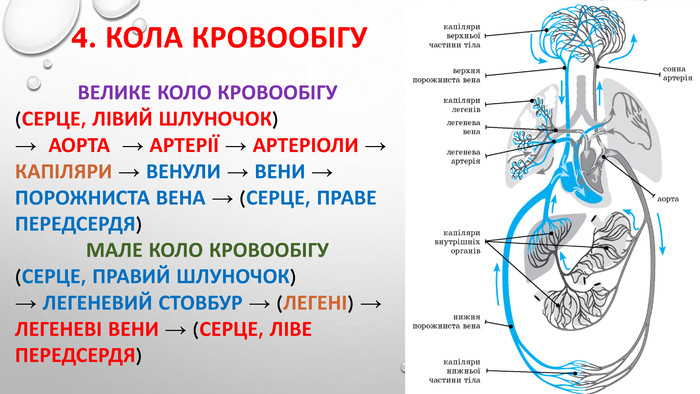 4. КОЛА КРОВООБІГУ
ВЕЛИКЕ КОЛО КРОВООБІГУ
(СЕРЦЕ, ЛІВИЙ ШЛУНОЧОК)
→ АОРТА → АРТЕРІЇ → АРТЕРІОЛИ →
КАПІЛЯРИ → ВЕНУЛИ → ВЕНИ →
ПОРОЖНИСТА ВЕНА → (СЕРЦЕ, ПРАВЕ
ПЕРЕДСЕРДЯ)
МАЛЕ КОЛО КРОВООБІГУ
(СЕРЦЕ, ПРАВИЙ ШЛУНОЧОК)
→ ЛЕГЕНЕВИЙ СТОВБУР → (ЛЕГЕНІ) →
ЛЕГЕНЕВІ ВЕНИ → (СЕРЦЕ, ЛІВЕ
ПЕРЕДСЕРДЯ)
капіляри
верхньої
частини тіла
верхня
порожниста вена
сонна
артерія
капіляри
легенів
легенева
вена
легенева
артерія
аорта
капіляри
внутрішніх
органів
нижня
порожниста вена
капіляри
нижньої
частини тіла